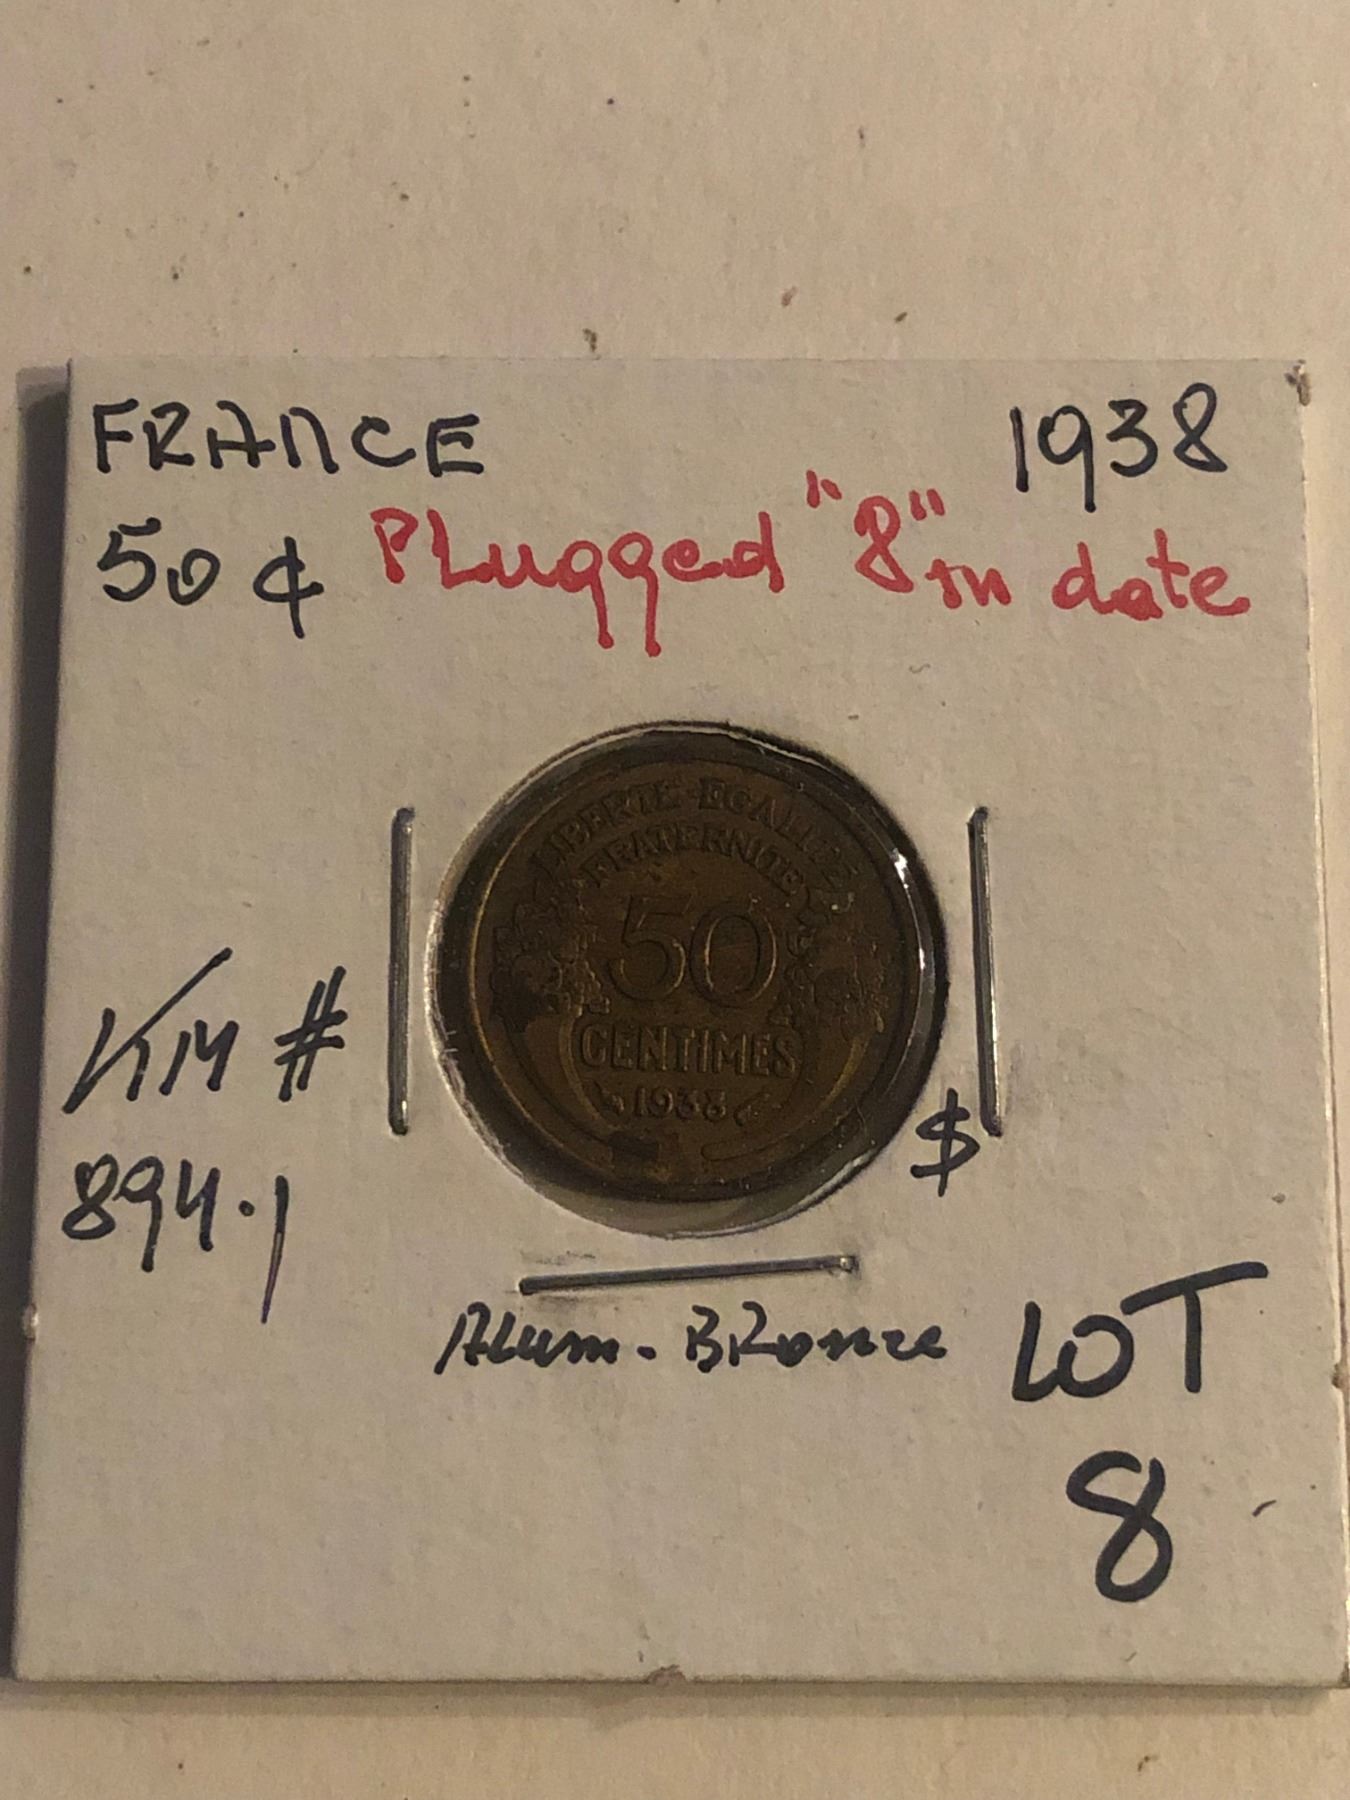 FRANCE 1938
50 ¢ Plugged "8" in date
LIBERTE·EGALITE
FRATERNITE
50
CENTIMES
1938
KM #
894.1
$
Alum.-Bronze
LOT
8